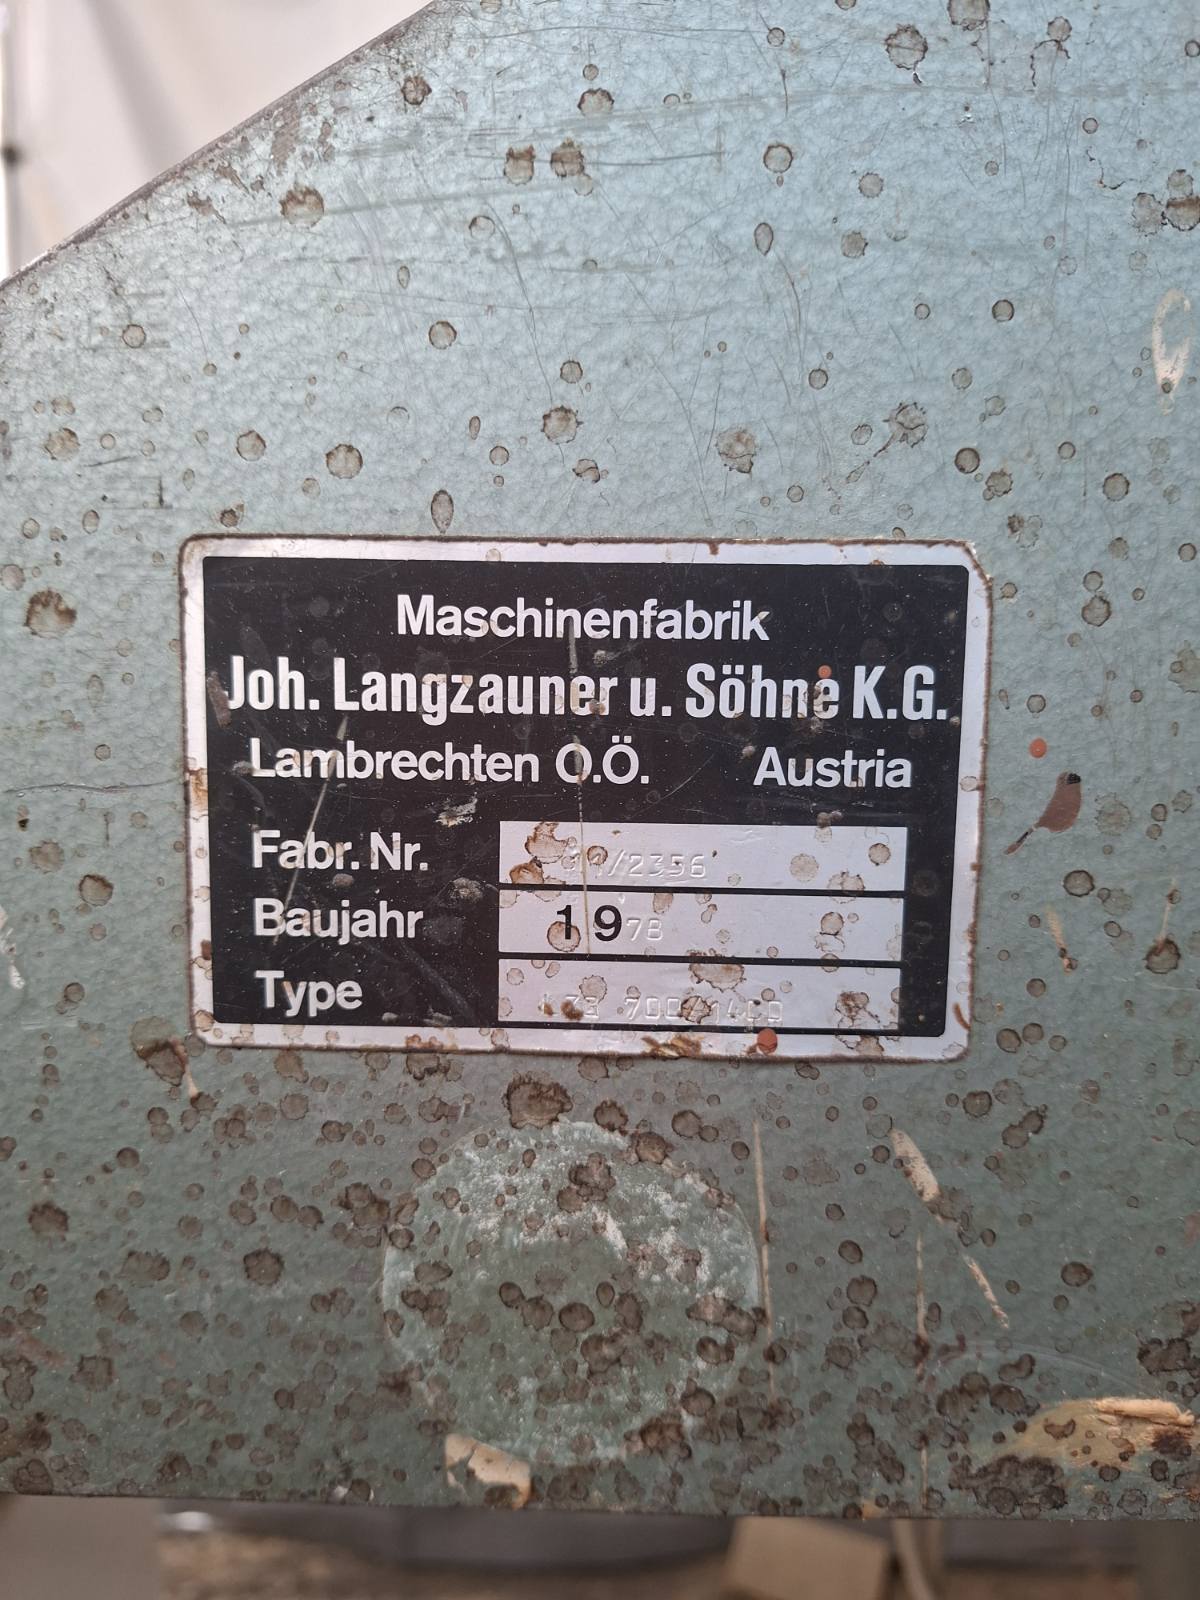 Maschinenfabrik
Joh. Langzauner u. Söhne K.G.
Lambrechten O.Ö. Austria
Fabr. Nr.
Baujahr 1978
Type